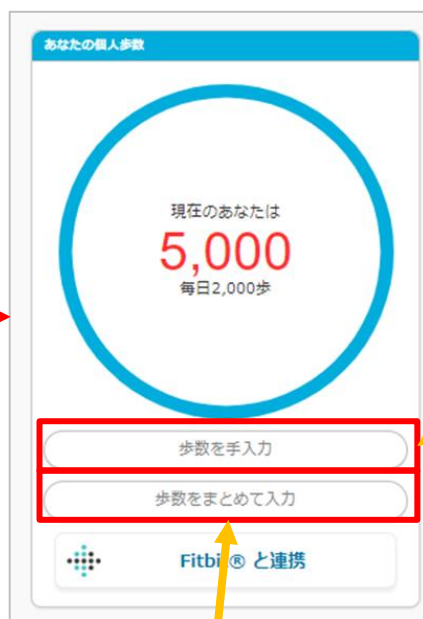 あなたの個人歩数
現在のあなたは
5,000
毎日2,000歩
歩数を手入力
歩数をまとめて入力
Fitbit® と連携